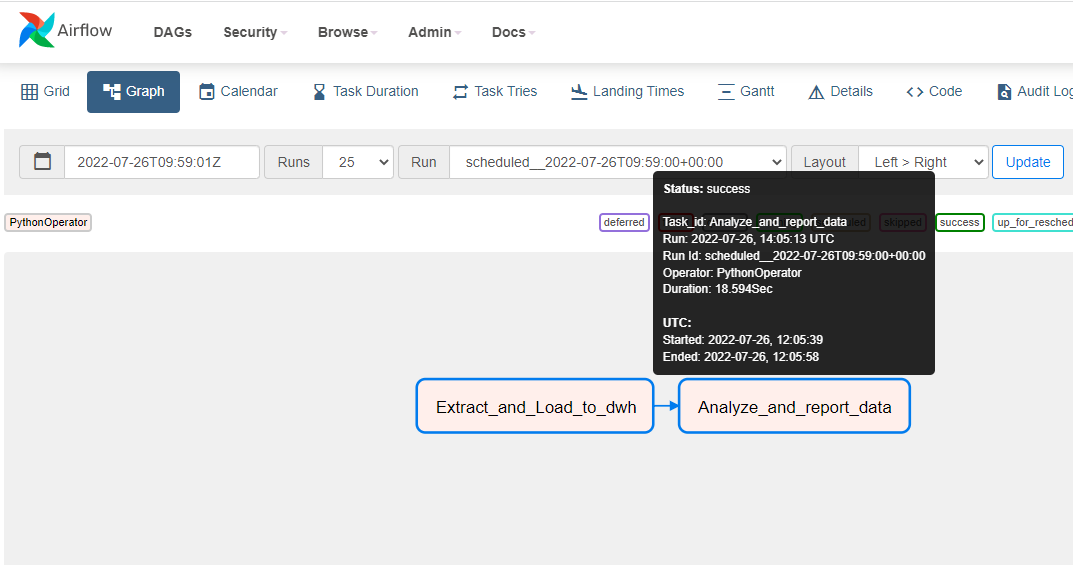 Airflow
DAGs Security Browse Admin Docs
Grid Graph Calendar Task Duration Task Tries Landing Times Gantt Details <> Code Audit Log
2022-07-26T09:59:01Z Runs 25 Run scheduled__2022-07-26T09:59:00+00:00 Layout Left > Right Update
Status: success
PythonOperator deferred skipped success up_for_resched
Task_id: Analyze_and_report_data
Run: 2022-07-26, 14:05:13 UTC
Run Id: scheduled__2022-07-26T09:59:00+00:00
Operator: PythonOperator
Duration: 18.594Sec
UTC:
Started: 2022-07-26, 12:05:39
Ended: 2022-07-26, 12:05:58
Extract_and_Load_to_dwh Analyze_and_report_data